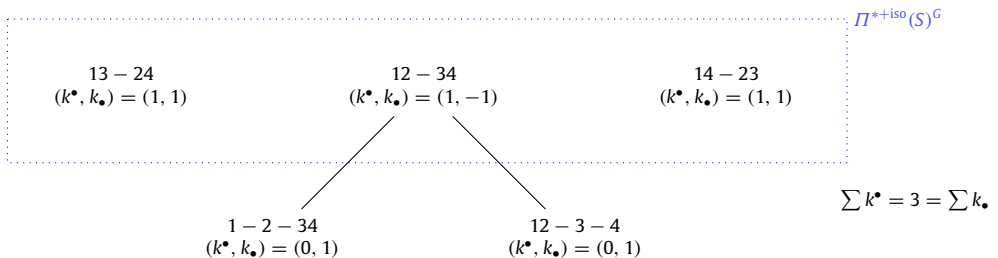 Π*+iso(S)G
13 − 24
(k•, k•) = (1, 1)
12 − 34
(k•, k•) = (1, −1)
14 − 23
(k•, k•) = (1, 1)
∑ k• = 3 = ∑ k•
1 − 2 − 34
(k•, k•) = (0, 1)
12 − 3 − 4
(k•, k•) = (0, 1)